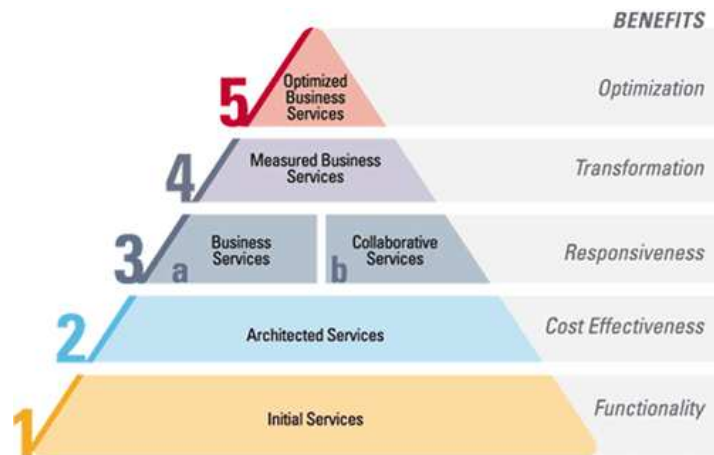 BENEFITS
5
Optimized
Business
Services
Optimization
4
Measured Business
Services
Transformation
3
a
Business
Services
b
Collaborative
Services
Responsiveness
2
Architected Services
Cost Effectiveness
1
Initial Services
Functionality